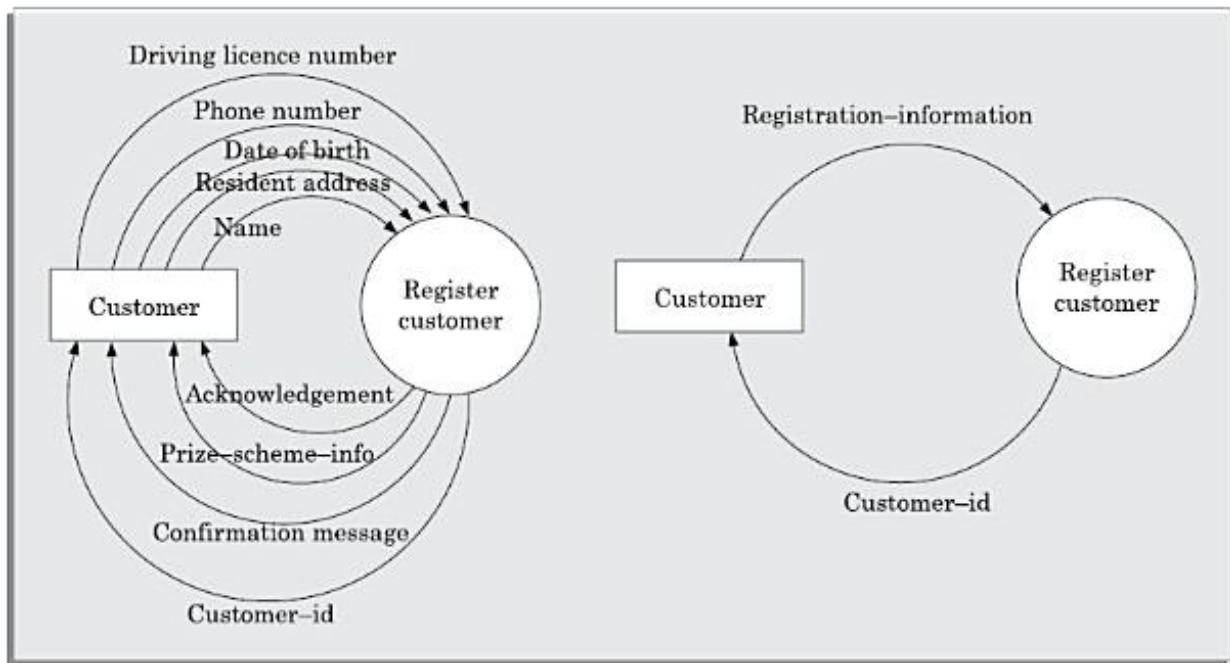 Driving licence number
Phone number
Date of birth
Resident address
Name
Customer
Register
customer
Acknowledgement
Prize–scheme–info
Confirmation message
Customer–id
Registration–information
Customer
Register
customer
Customer–id